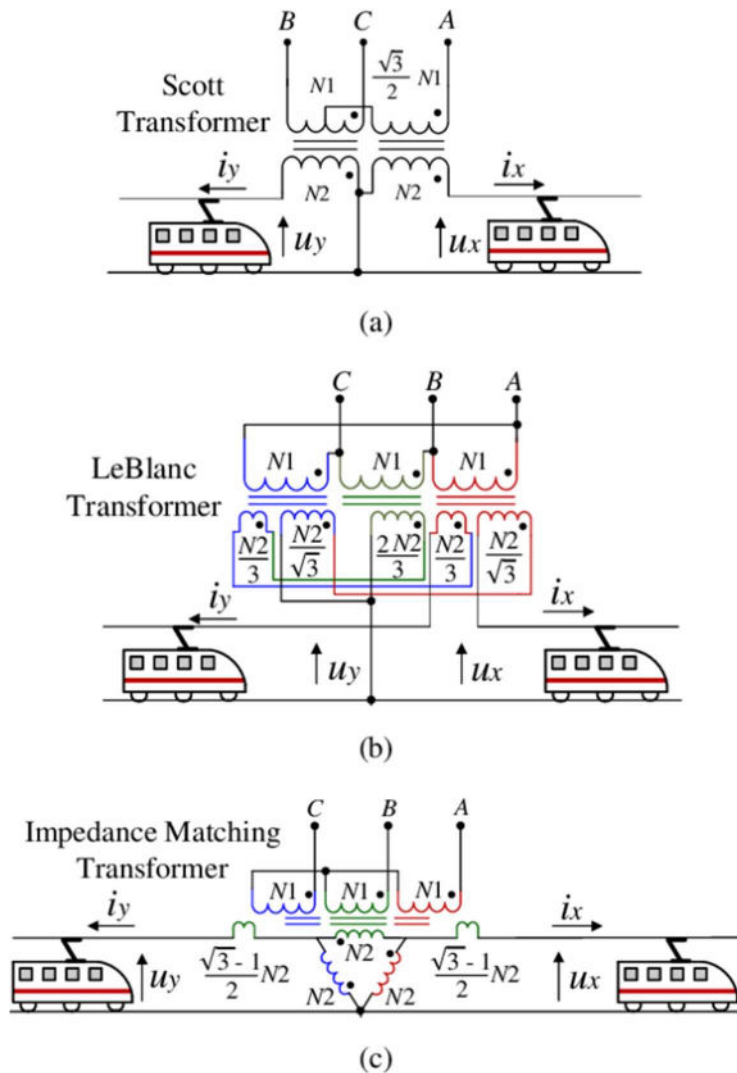 B C A
Scott
Transformer
N1 √3/2 N1
N2 N2
iy ix
uy ux
(a)
C B A
LeBlanc
Transformer
N1 N1 N1
N2/3 N2/√3 2N2/3 N2/3 N2/√3
iy ix
uy ux
(b)
C B A
Impedance Matching
Transformer
N1 N1 N1
iy ix
N2
uy √3-1/2 N2 N2 N2 √3-1/2 N2 ux
(c)